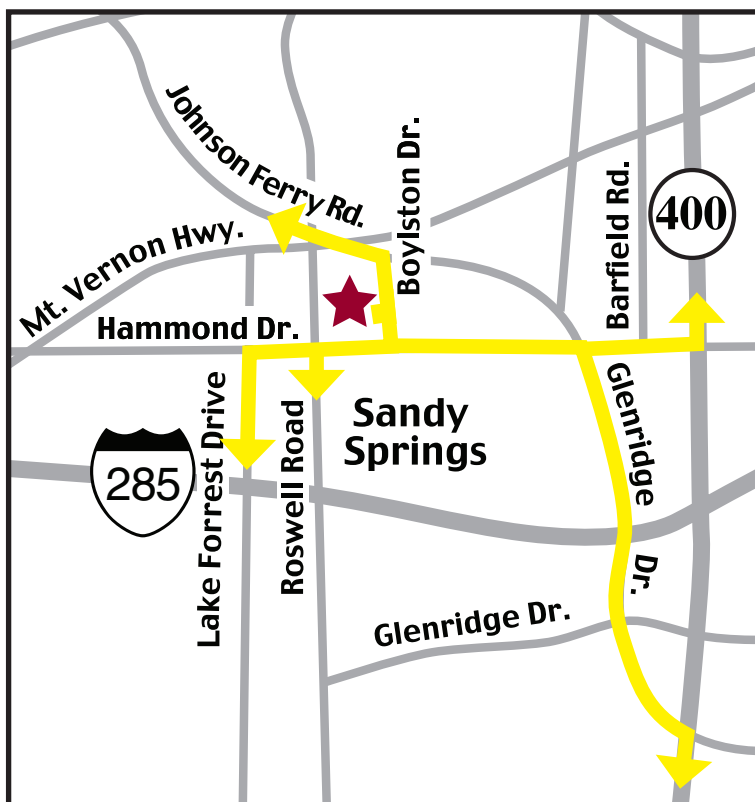 Johnson Ferry Rd.
Boylston Dr.
Barfield Rd.
400
Mt. Vernon Hwy.
Hammond Dr.
Glenridge
Dr.
Lake Forrest Drive
Roswell Road
Sandy
Springs
285
Glenridge Dr.